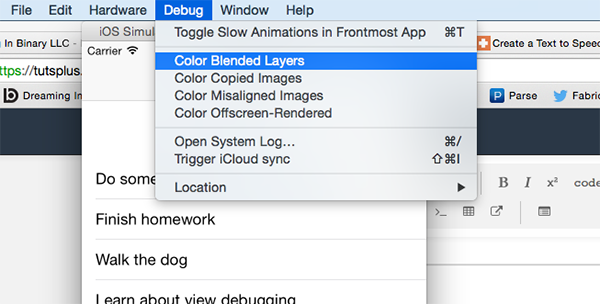 File Edit Hardware Debug Window Help
iOS Simul
Toggle Slow Animations in Frontmost App ⌘T
In Binary LLC -
Create a Text to Speec
Carrier
Color Blended Layers
https://tutsplus.
Color Copied Images
Dreaming In
Color Misaligned Images
Parse
Fabric
Color Offscreen-Rendered
Open System Log... ⌘/
Trigger iCloud sync ⇧⌘I
Do some
Location
B I x² code
Finish homework
Walk the dog
Learn about view debugging